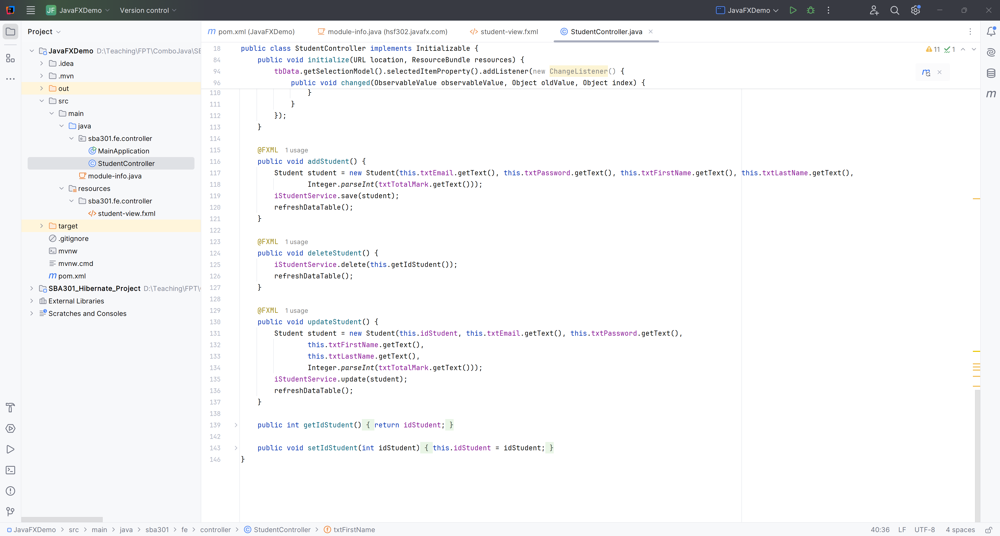 JF JavaFXDemo Version control JavaFXDemo
Project
pom.xml (JavaFXDemo) module-info.java (hsf302.javafx.com) student-view.fxml StudentController.java
JavaFXDemo D:\Teaching\FPT\ComboJava\SE
.idea
.mvn
out
src
main
java
sba301.fe.controller
MainApplication
StudentController
module-info.java
resources
sba301.fe.controller
student-view.fxml
target
.gitignore
mvnw
mvnw.cmd
pom.xml
SBA301_Hibernate_Project D:\Teaching\FPT\
External Libraries
Scratches and Consoles
11 1
18 public class StudentController implements Initializable {
84 public void initialize(URL location, ResourceBundle resources) {
94 tbData.getSelectionModel().selectedItemProperty().addListener(new ChangeListener() {
96 public void changed(ObservableValue observableValue, Object oldValue, Object index) {
110 }
111 }
112 });
113 }
114
115 @FXML 1 usage
116 public void addStudent() {
117 Student student = new Student(this.txtEmail.getText(), this.txtPassword.getText(), this.txtFirstName.getText(), this.txtLastName.getText(),
118 Integer.parseInt(txtTotalMark.getText()));
119 iStudentService.save(student);
120 refreshDataTable();
121 }
122
123 @FXML 1 usage
124 public void deleteStudent() {
125 iStudentService.delete(this.getIdStudent());
126 refreshDataTable();
127 }
128
129 @FXML 1 usage
130 public void updateStudent() {
131 Student student = new Student(this.idStudent, this.txtEmail.getText(), this.txtPassword.getText(),
132 this.txtFirstName.getText(),
133 this.txtLastName.getText(),
134 Integer.parseInt(txtTotalMark.getText()));
135 iStudentService.update(student);
136 refreshDataTable();
137 }
138
139 public int getIdStudent() { return idStudent; }
142
143 public void setIdStudent(int idStudent) { this.idStudent = idStudent; }
146 }
JavaFXDemo > src > main > java > sba301 > fe > controller > StudentController > txtFirstName 40:36 LF UTF-8 4 spaces